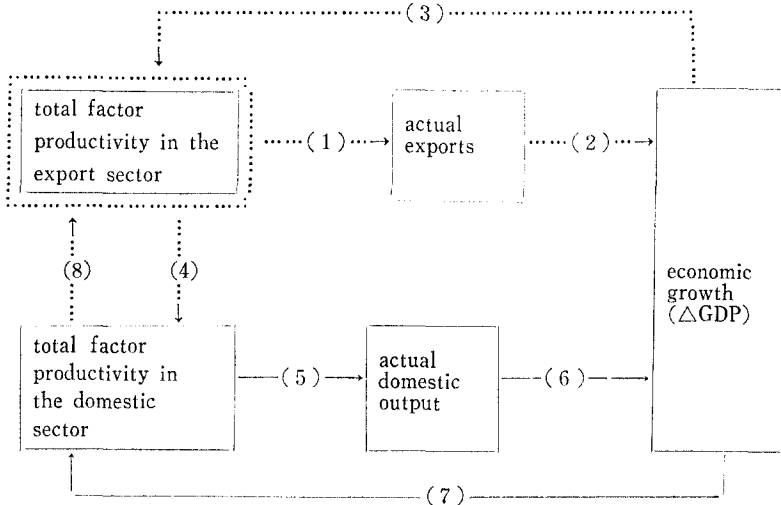 (3)
total factor
productivity in the
export sector
(1)
actual
exports
(2)
(8)
(4)
economic
growth
(△GDP)
total factor
productivity in
the domestic
sector
(5)
actual
domestic
output
(6)
(7)